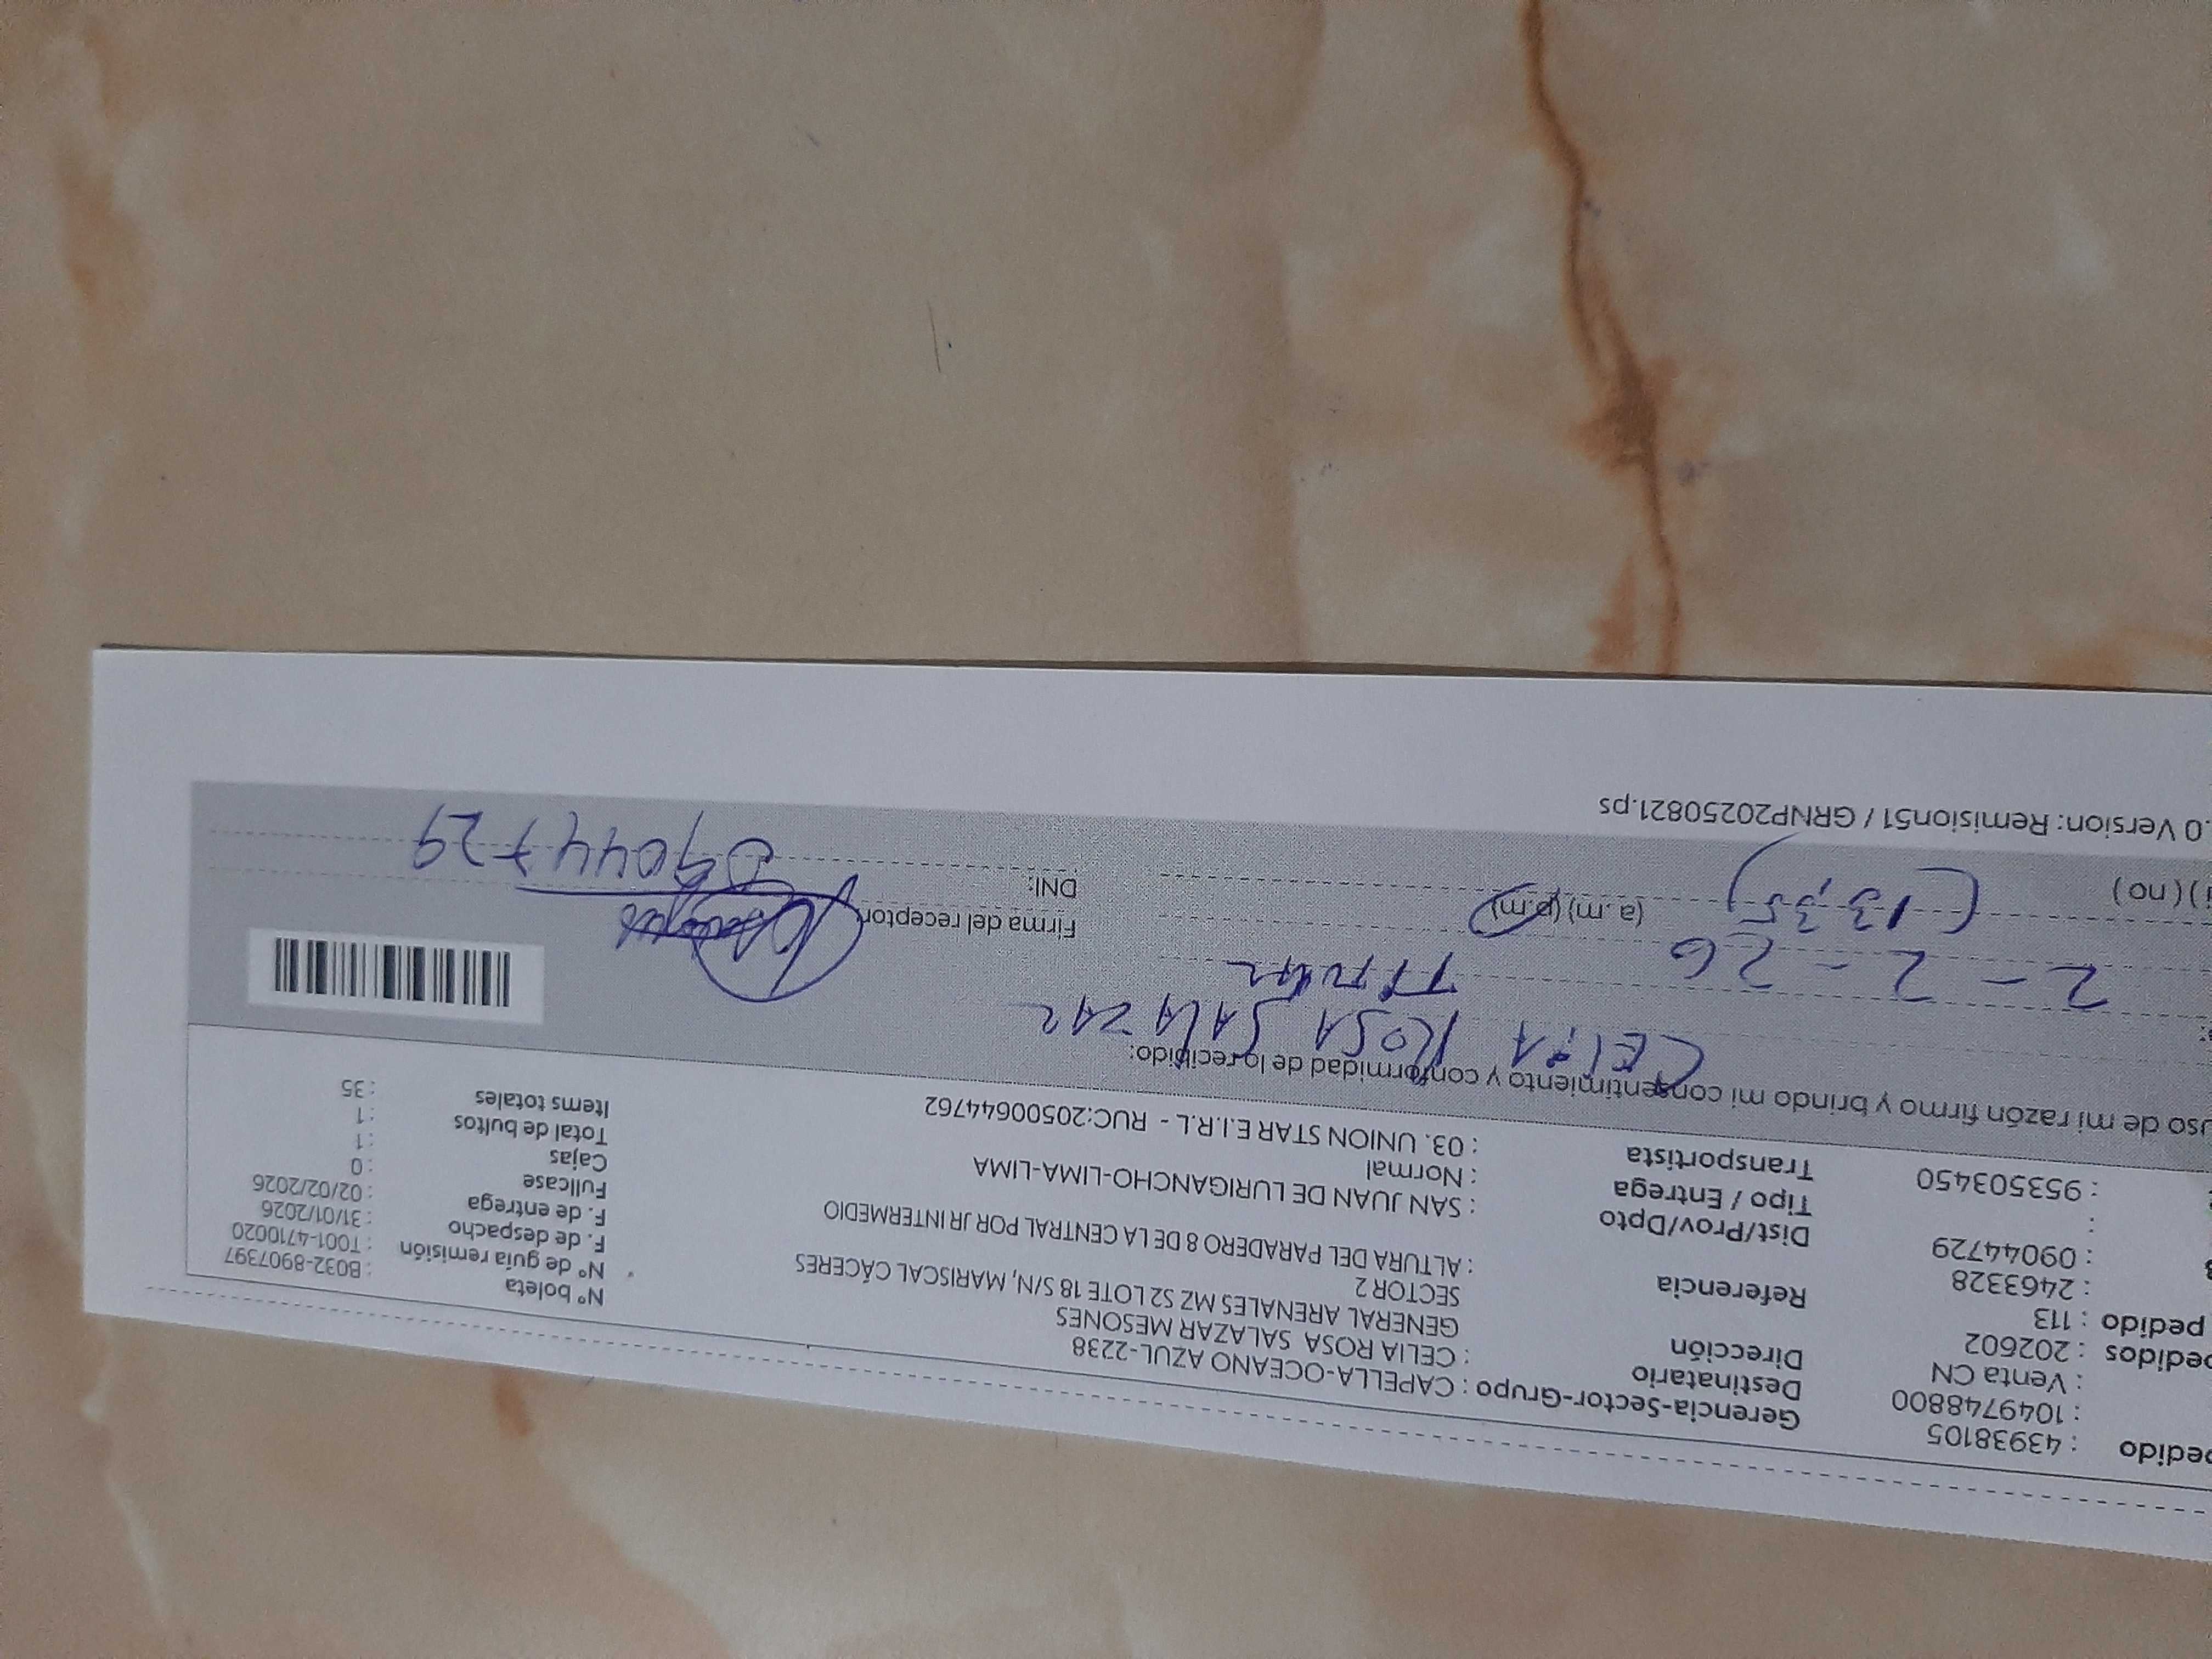 pedido : 43938105
: 1049748800
: Venta CN
pedidos : 202602
pedido : 113
: 2463328
: 09044729
:
: 953503450
Gerencia-Sector-Grupo : CAPELLA-OCEANO AZUL-2238
Destinatario : CELIA ROSA SALAZAR MESONES
Dirección GENERAL ARENALES MZ S2 LOTE 18 S/N, MARISCAL CÁCERES
SECTOR 2
Referencia : ALTURA DEL PARADERO 8 DE LA CENTRAL POR JR INTERMEDIO
Dist/Prov/Dpto : SAN JUAN DE LURIGANCHO-LIMA-LIMA
Tipo / Entrega : Normal
Transportista : 03. UNION STAR E.I.R.L - RUC:20500644762
Nº boleta : B032-8907397
Nº de guía remisión : T001-4710020
F. de despacho : 31/01/2026
F. de entrega : 02/02/2026
Fullcase : 0
Cajas : 1
Total de bultos : 1
Items totales : 35
uso de mi razón firmo y brindo mi consentimiento y conformidad de lo recibido:
CELIA ROSA SALAZAR
TITULAR
2 - 2 - 26
(13,35) (a.m) (p.m)
i) (no)
Firma del receptor
DNI: 09044729
.0 Version: Remision51 / GRNP20250821.ps